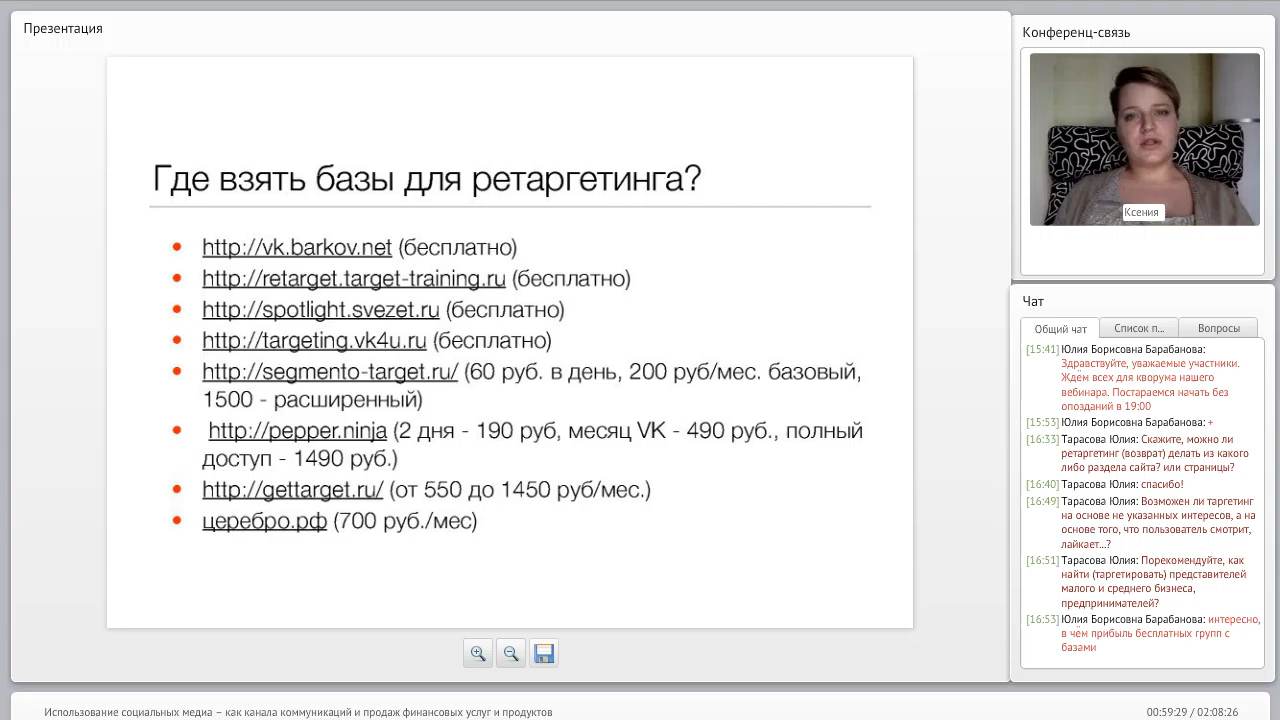 Презентация
Где взять базы для ретаргетинга?
http://vk.barkov.net (бесплатно)
http://retarget.target-training.ru (бесплатно)
http://spotlight.svezet.ru (бесплатно)
http://targeting.vk4u.ru (бесплатно)
http://segmento-target.ru/ (60 руб. в день, 200 руб/мес. базовый,
1500 - расширенный)
http://pepper.ninja (2 дня - 190 руб, месяц VK - 490 руб., полный
доступ - 1490 руб.)
http://gettarget.ru/ (от 550 до 1450 руб/мес.)
церебро.рф (700 руб./мес)
Конференц-связь
Ксения
Чат
Общий чат
Список п...
Вопросы
[15:41] Юлия Борисовна Барабанова:
Здравствуйте, уважаемые участники.
Ждём всех для кворума нашего
вебинара. Постараемся начать без
опозданий в 19:00
[15:53] Юлия Борисовна Барабанова: +
[16:33] Тарасова Юлия: Скажите, можно ли
ретаргетинг (возврат) делать из какого
либо раздела сайта? или страницы?
[16:40] Тарасова Юлия: спасибо!
[16:49] Тарасова Юлия: Возможен ли таргетинг
на основе не указанных интересов, а на
основе того, что пользователь смотрит,
лайкает...?
[16:51] Тарасова Юлия: Порекомендуйте, как
найти (таргетировать) представителей
малого и среднего бизнеса,
предпринимателей?
[16:53] Юлия Борисовна Барабанова: интересно,
в чём прибыль бесплатных групп с
базами
Использование социальных медиа – как канала коммуникаций и продаж финансовых услуг и продуктов
00:59:29 / 02:08:26